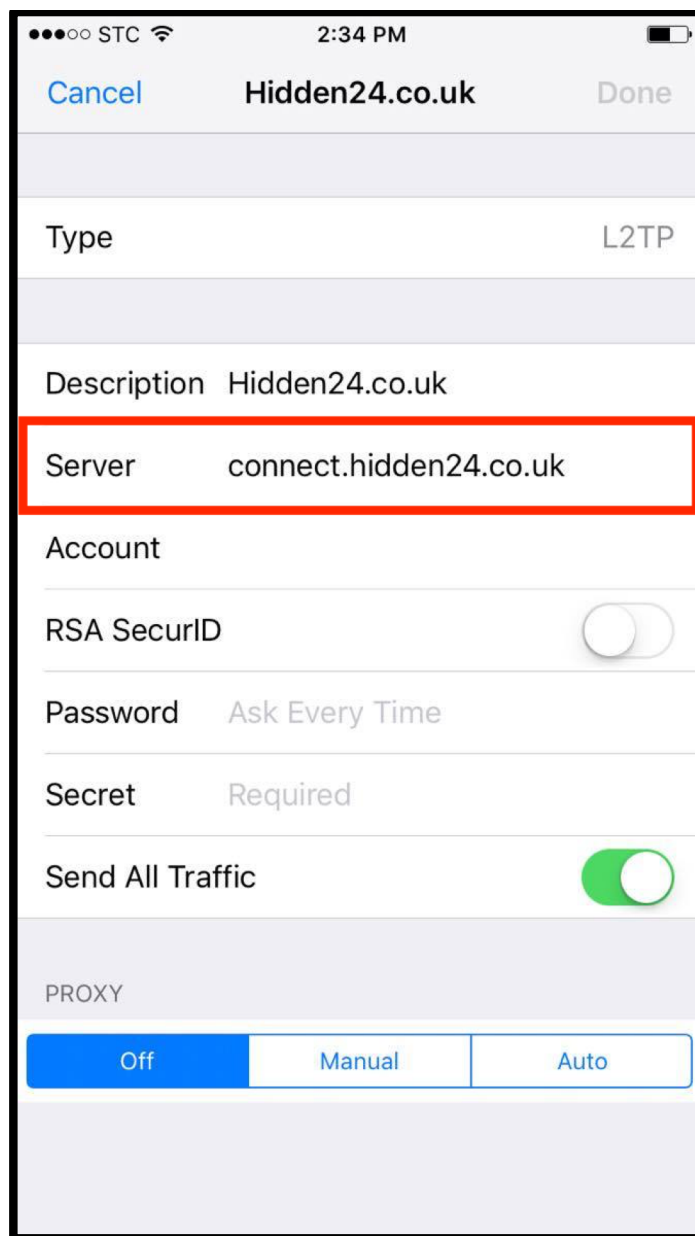 STC 2:34 PM
Cancel Hidden24.co.uk Done
Type L2TP
Description Hidden24.co.uk
Server connect.hidden24.co.uk
Account
RSA SecurID
Password Ask Every Time
Secret Required
Send All Traffic
PROXY
Off Manual Auto